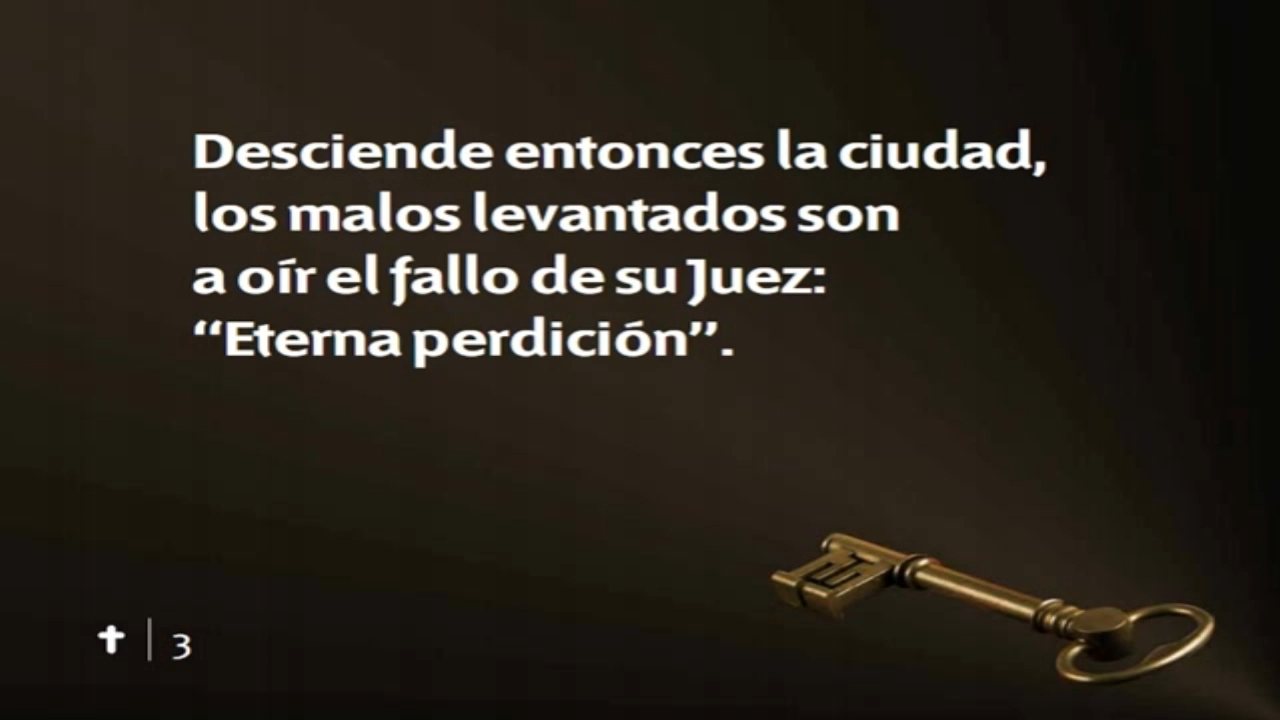 Desciende entonces la ciudad,
los malos levantados son
a oír el fallo de su Juez:
“Eterna perdición”.
3